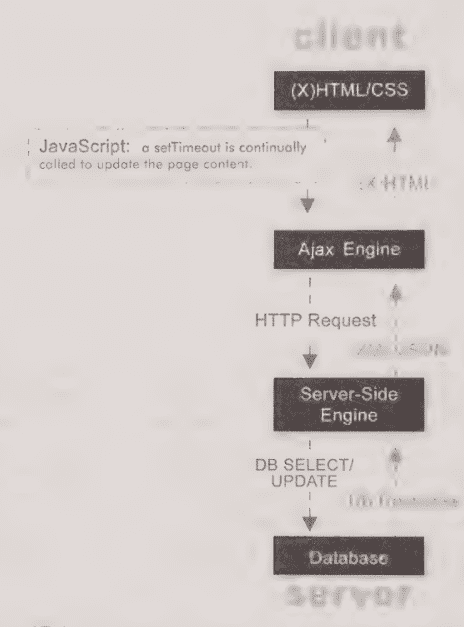 client
(X)HTML/CSS
JavaScript: a setTimeout is continually
called to update the page content.
(X)HTML
Ajax Engine
HTTP Request
Server-Side
Engine
DB SELECT/
UPDATE
Database
server